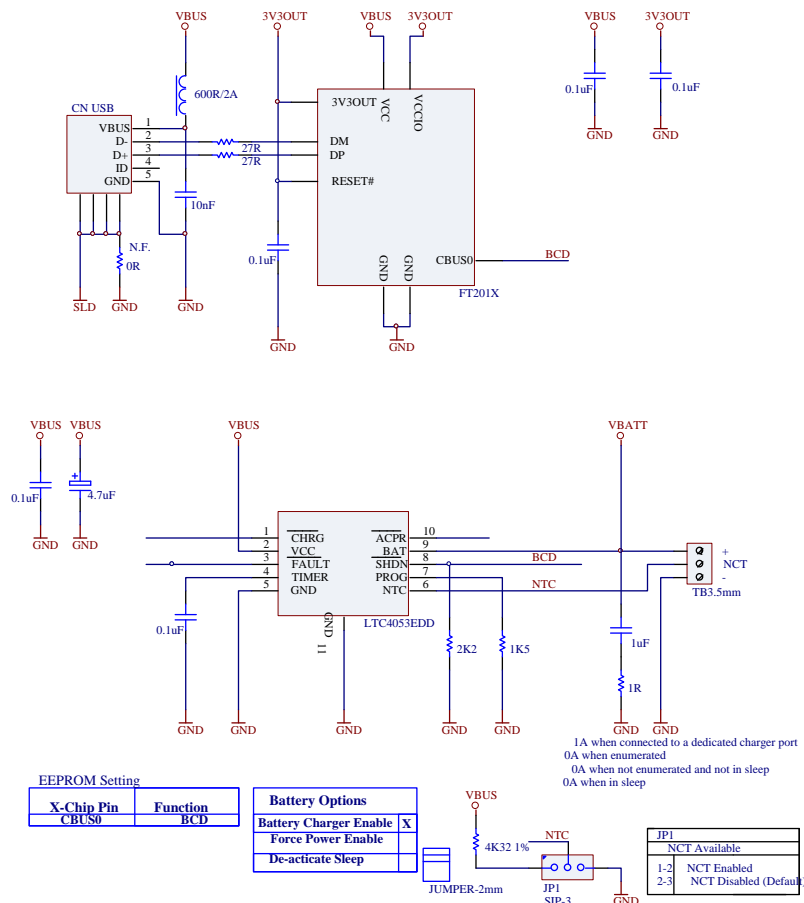 VBUS
3V3OUT
VBUS
3V3OUT
VBUS
3V3OUT
600R/2A
0.1uF
0.1uF
GND
GND
CN USB
VBUS 1
D- 2
D+ 3
ID 4
GND 5
27R
27R
10nF
N.F.
0R
SLD
GND
GND
0.1uF
GND
3V3OUT
VCC
VCCIO
DM
DP
RESET#
GND
GND
CBUS0
BCD
FT201X
GND
VBUS
VBUS
VBUS
VBATT
0.1uF
4.7uF
GND
GND
1 CHRG
2 VCC
3 FAULT
4 TIMER
5 GND
GND
11
ACPR 10
BAT 9
SHDN 8
PROG 7
NTC 6
LTC4053EDD
BCD
NTC
+
NCT
-
TB3.5mm
0.1uF
2K2
1K5
1uF
1R
GND
GND
GND
GND
GND
GND
GND
1A when connected to a dedicated charger port
0A when enumerated
0A when not enumerated and not in sleep
0A when in sleep
EEPROM Setting
X-Chip Pin Function
CBUS0 BCD
Battery Options
Battery Charger Enable X
Force Power Enable
De-acticate Sleep
JUMPER-2mm
VBUS
4K32 1%
NTC
JP1
SIP-3
GND
JP1
NCT Available
1-2 NCT Enabled
2-3 NCT Disabled (Default)